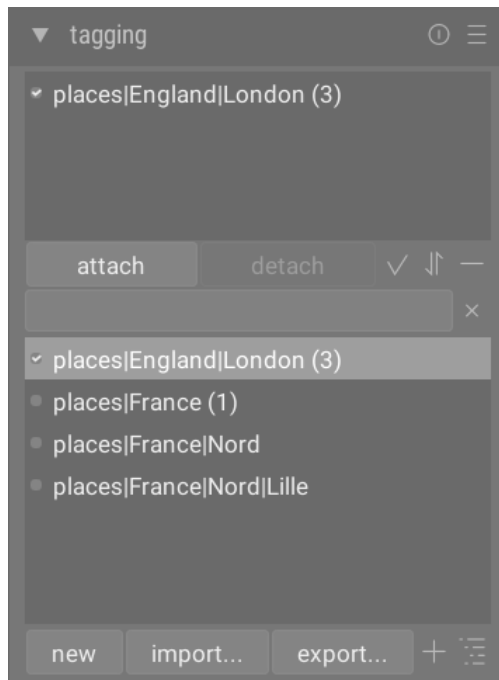 tagging
places|England|London (3)
attach detach
places|England|London (3)
places|France (1)
places|France|Nord
places|France|Nord|Lille
new import... export...